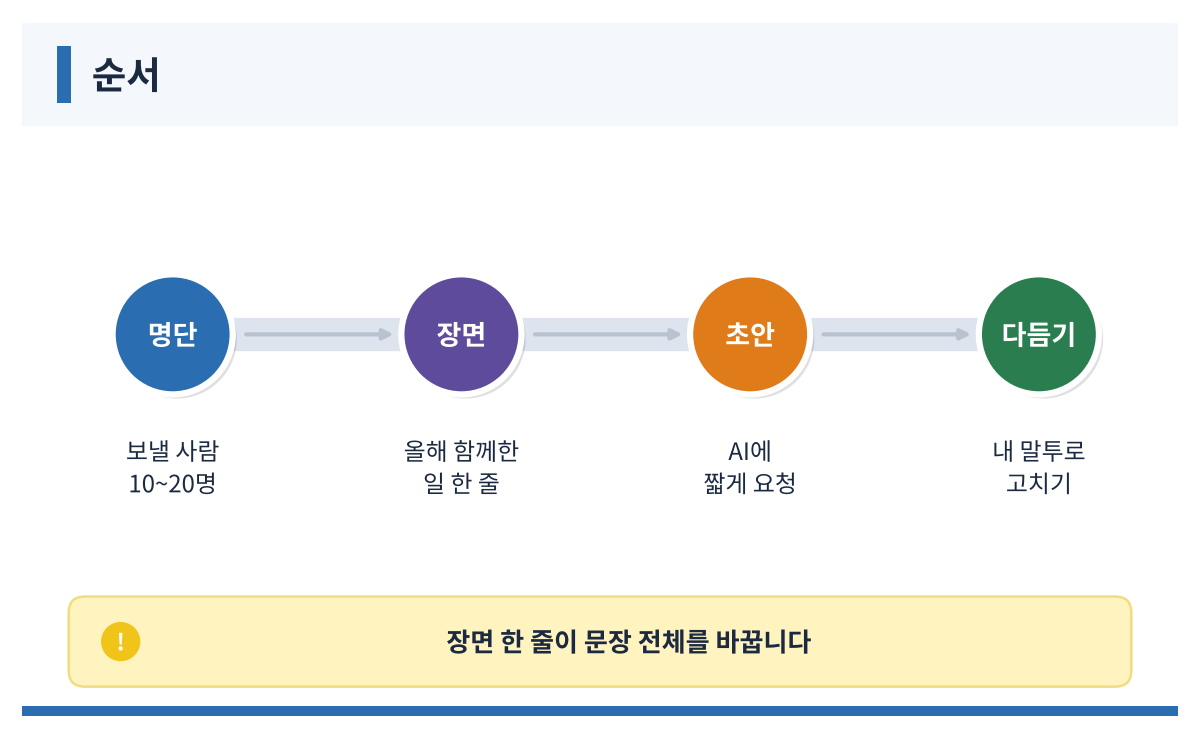 순서
명단
장면
초안
다듬기
보낼 사람
10~20명
올해 함께한
일 한 줄
AI에
짧게 요청
내 말투로
고치기
!
장면 한 줄이 문장 전체를 바꿉니다